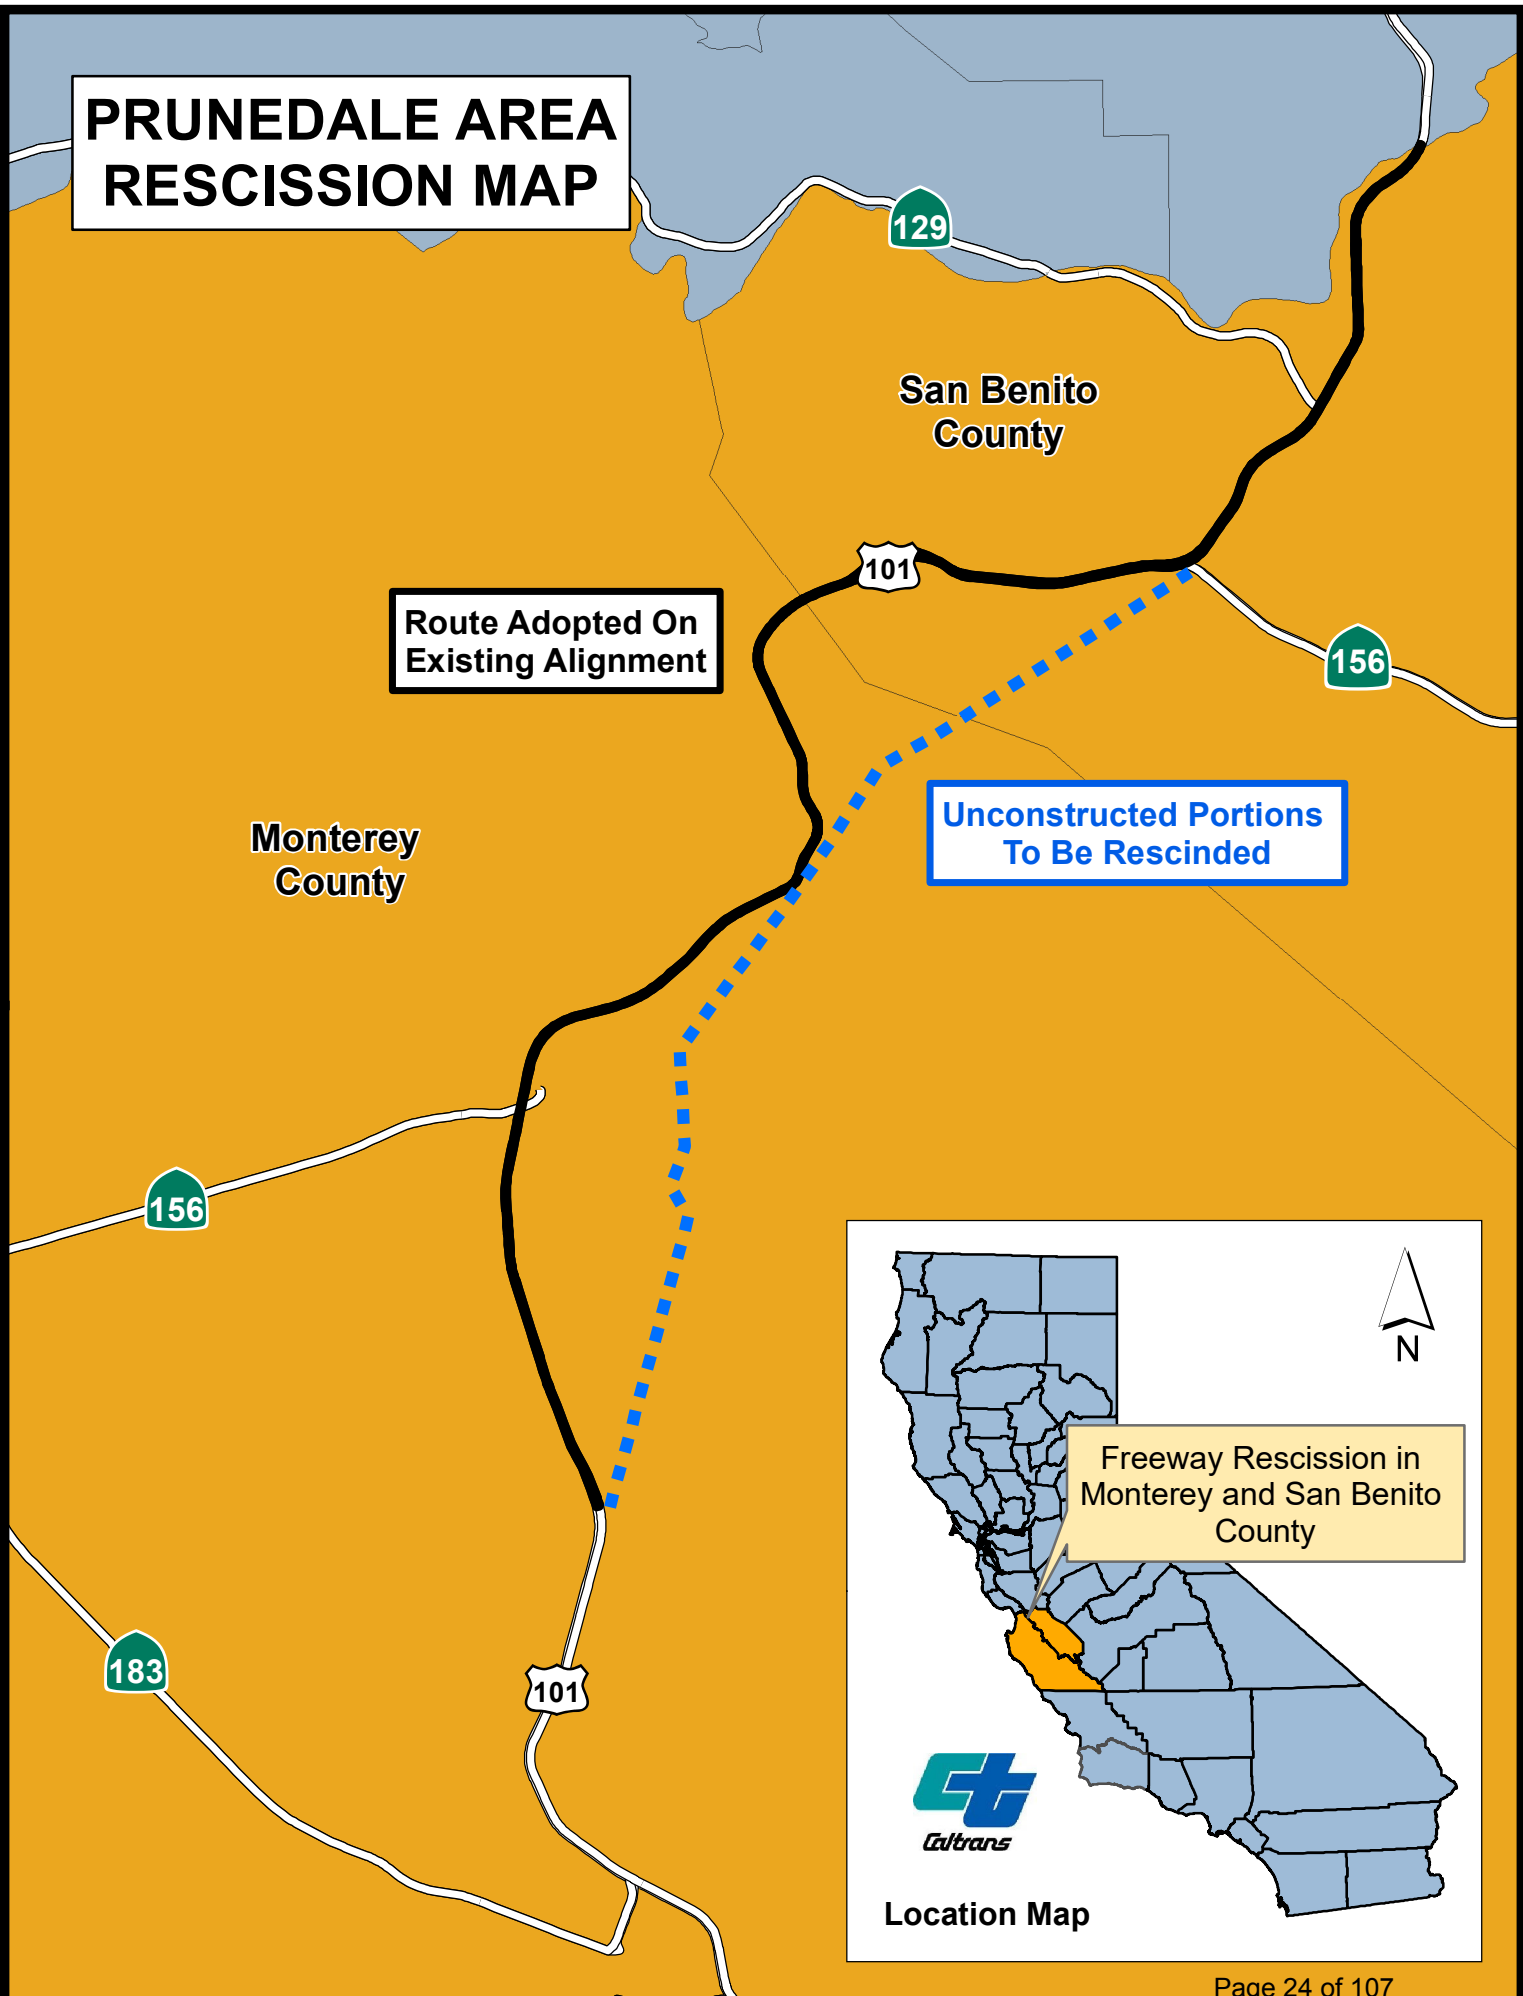 PRUNEDALE AREA
RESCISSION MAP
129
San Benito
County
101
Route Adopted On
Existing Alignment
156
Unconstructed Portions
To Be Rescinded
Monterey
County
156
N
Freeway Rescission in
Monterey and San Benito
County
183
101
Caltrans
Location Map
Page 24 of 107